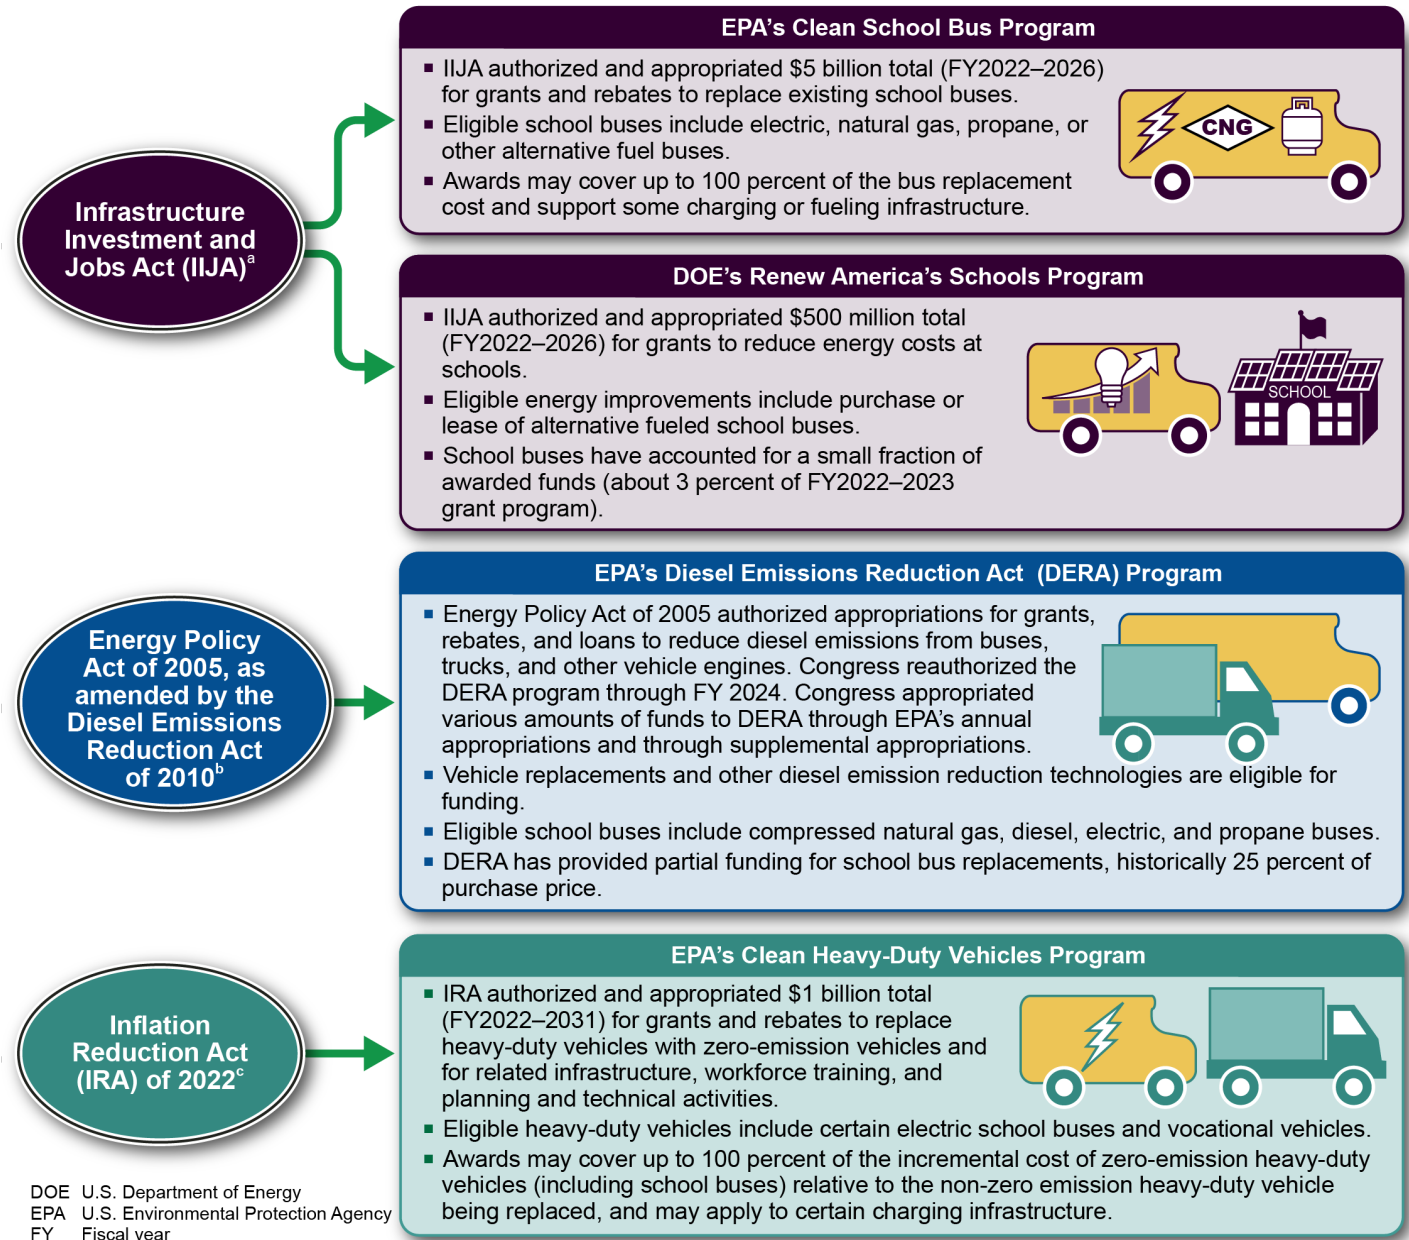 EPA’s Clean School Bus Program
▪ IIJA authorized and appropriated $5 billion total (FY2022–2026)
for grants and rebates to replace existing school buses.
▪ Eligible school buses include electric, natural gas, propane, or
other alternative fuel buses.
▪ Awards may cover up to 100 percent of the bus replacement
cost and support some charging or fueling infrastructure.
CNG
Infrastructure
Investment and
Jobs Act (IIJA)a
DOE’s Renew America’s Schools Program
▪ IIJA authorized and appropriated $500 million total
(FY2022–2026) for grants to reduce energy costs at
schools.
▪ Eligible energy improvements include purchase or
lease of alternative fueled school buses.
▪ School buses have accounted for a small fraction of
awarded funds (about 3 percent of FY2022–2023
grant program).
SCHOOL
Energy Policy
Act of 2005, as
amended by the
Diesel Emissions
Reduction Act
of 2010b
EPA’s Diesel Emissions Reduction Act (DERA) Program
▪ Energy Policy Act of 2005 authorized appropriations for grants,
rebates, and loans to reduce diesel emissions from buses,
trucks, and other vehicle engines. Congress reauthorized the
DERA program through FY 2024. Congress appropriated
various amounts of funds to DERA through EPA’s annual
appropriations and through supplemental appropriations.
▪ Vehicle replacements and other diesel emission reduction technologies are eligible for
funding.
▪ Eligible school buses include compressed natural gas, diesel, electric, and propane buses.
▪ DERA has provided partial funding for school bus replacements, historically 25 percent of
purchase price.
Inflation
Reduction Act
(IRA) of 2022c
EPA’s Clean Heavy-Duty Vehicles Program
▪ IRA authorized and appropriated $1 billion total
(FY2022–2031) for grants and rebates to replace
heavy-duty vehicles with zero-emission vehicles and
for related infrastructure, workforce training, and
planning and technical activities.
▪ Eligible heavy-duty vehicles include certain electric school buses and vocational vehicles.
▪ Awards may cover up to 100 percent of the incremental cost of zero-emission heavy-duty
vehicles (including school buses) relative to the non-zero emission heavy-duty vehicle
being replaced, and may apply to certain charging infrastructure.
DOE U.S. Department of Energy
EPA U.S. Environmental Protection Agency
FY Fiscal year